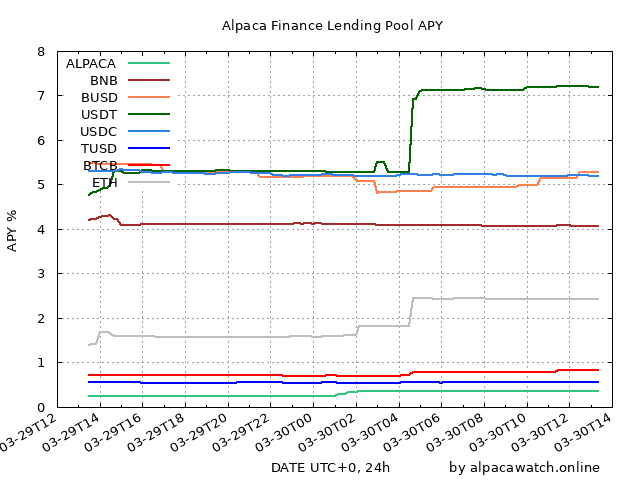 Alpaca Finance Lending Pool APY
8
7
6
5
4
3
2
1
0
APY %
ALPACA
BNB
BUSD
USDT
USDC
TUSD
BTCB
ETH
03-29T12
03-29T14
03-29T16
03-29T18
03-29T20
03-29T22
03-30T00
03-30T02
03-30T04
03-30T06
03-30T08
03-30T10
03-30T12
03-30T14
DATE UTC+0, 24h
by alpacawatch.online